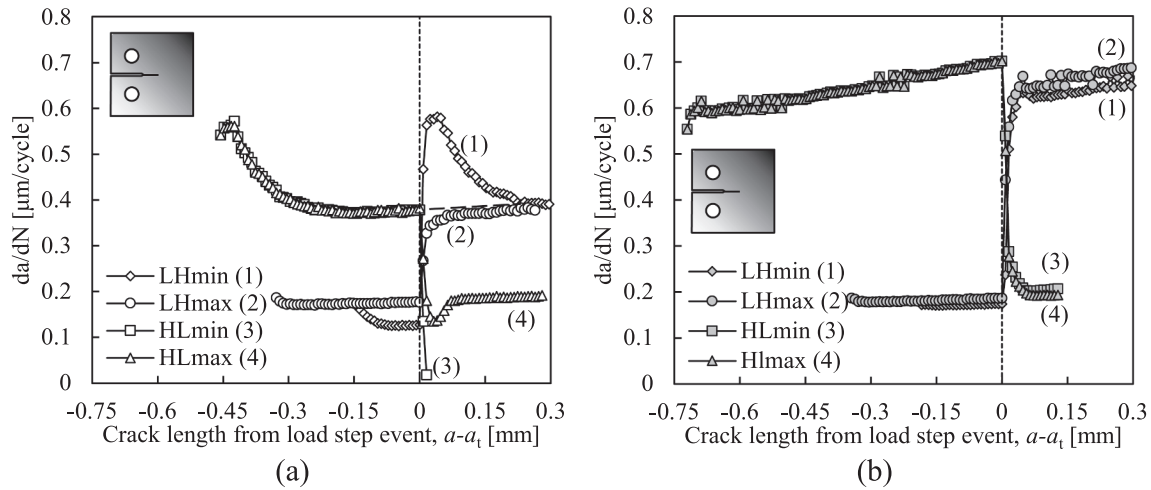 0.8
0.7
0.6
0.5
0.4
0.3
0.2
0.1
0
da/dN [µm/cycle]
(1)
(2)
(4)
(3)
LHmin (1)
LHmax (2)
HLmin (3)
HLmax (4)
-0.75 -0.6 -0.45 -0.3 -0.15 0 0.15 0.3
Crack length from load step event, a-at [mm]
(a)
0.8
0.7
0.6
0.5
0.4
0.3
0.2
0.1
0
da/dN [µm/cycle]
(2)
(1)
(3)
(4)
LHmin (1)
LHmax (2)
HLmin (3)
Hlmax (4)
-0.75 -0.6 -0.45 -0.3 -0.15 0 0.15 0.3
Crack length from load step event, a-at [mm]
(b)